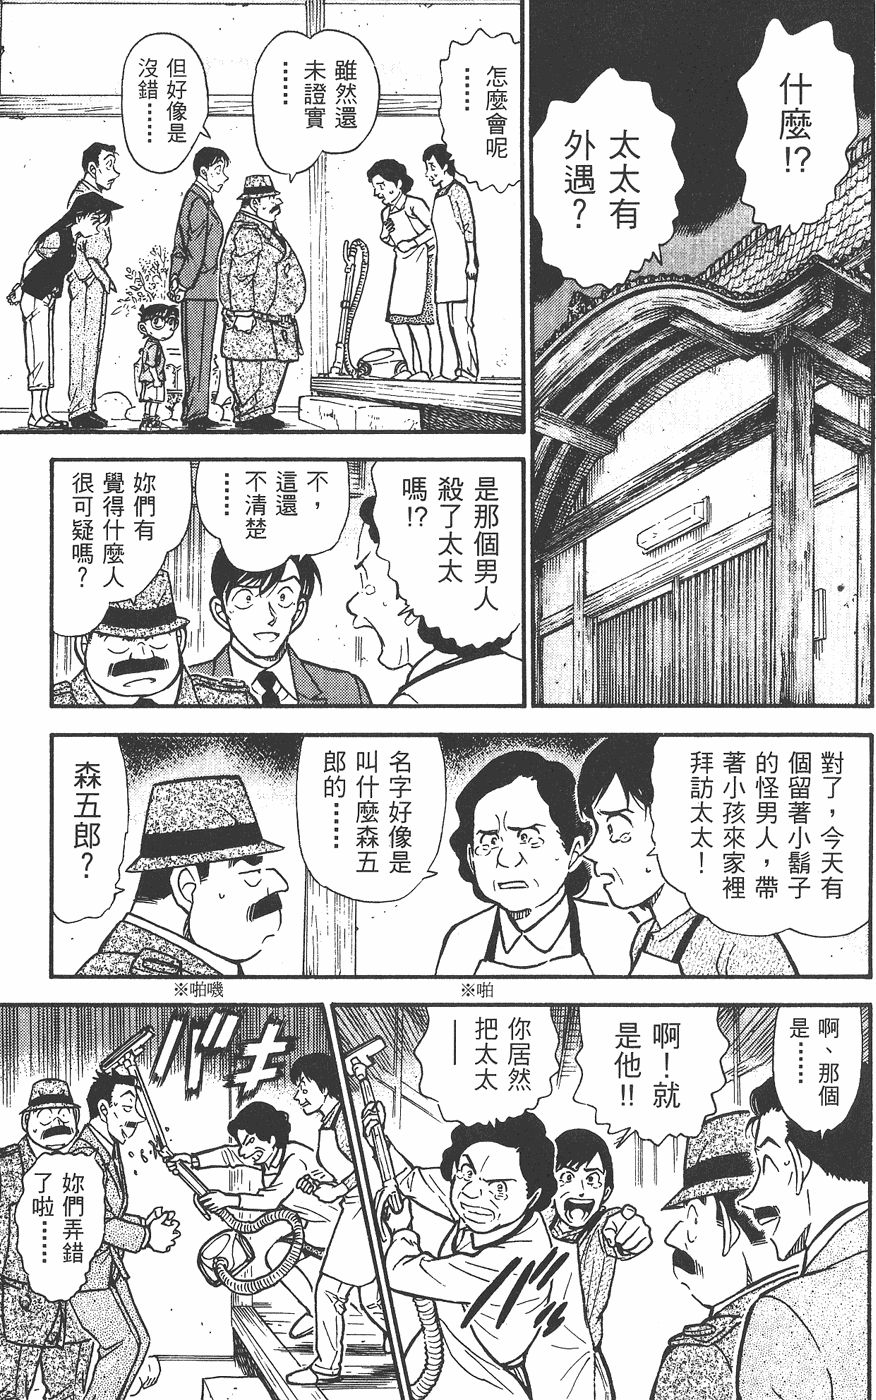 什麼!?
太太有
外遇？
怎麼會呢
……
雖然還
未證實
……
但好像是
沒錯……
是那個男人
殺了太太
嗎!?
不，
這還
不清楚
……
妳們有
覺得什麼人
很可疑嗎？
對了，今天有
個留著小鬍子
的怪男人，帶
著小孩來家裡
拜訪太太！
名字好像是
叫什麼森五
郎的……
森五郎？
啊、那個
是……
啊！就
是他!!
※啪
你居然
把太太
——
※啪嘰
バキ
妳們弄錯
了啦……